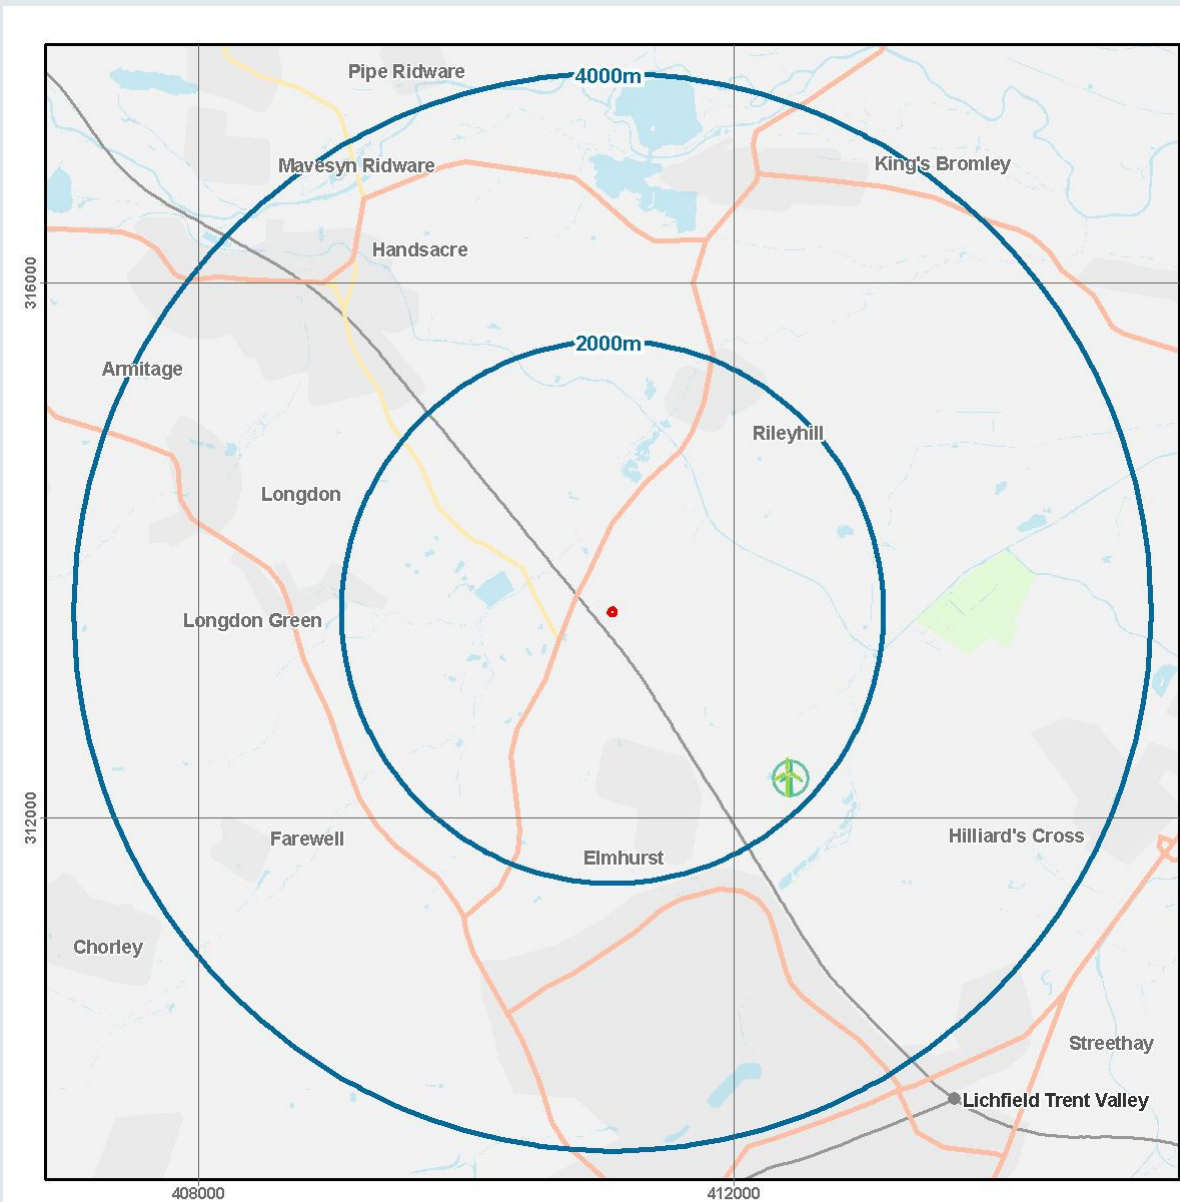 Pipe Ridware
4000m
Mavesyn Ridware
King's Bromley
Handsacre
316000
2000m
Armitage
Rileyhill
Longdon
Longdon Green
312000
Farewell
Hilliard's Cross
Elmhurst
Chorley
Streethay
Lichfield Trent Valley
408000
412000